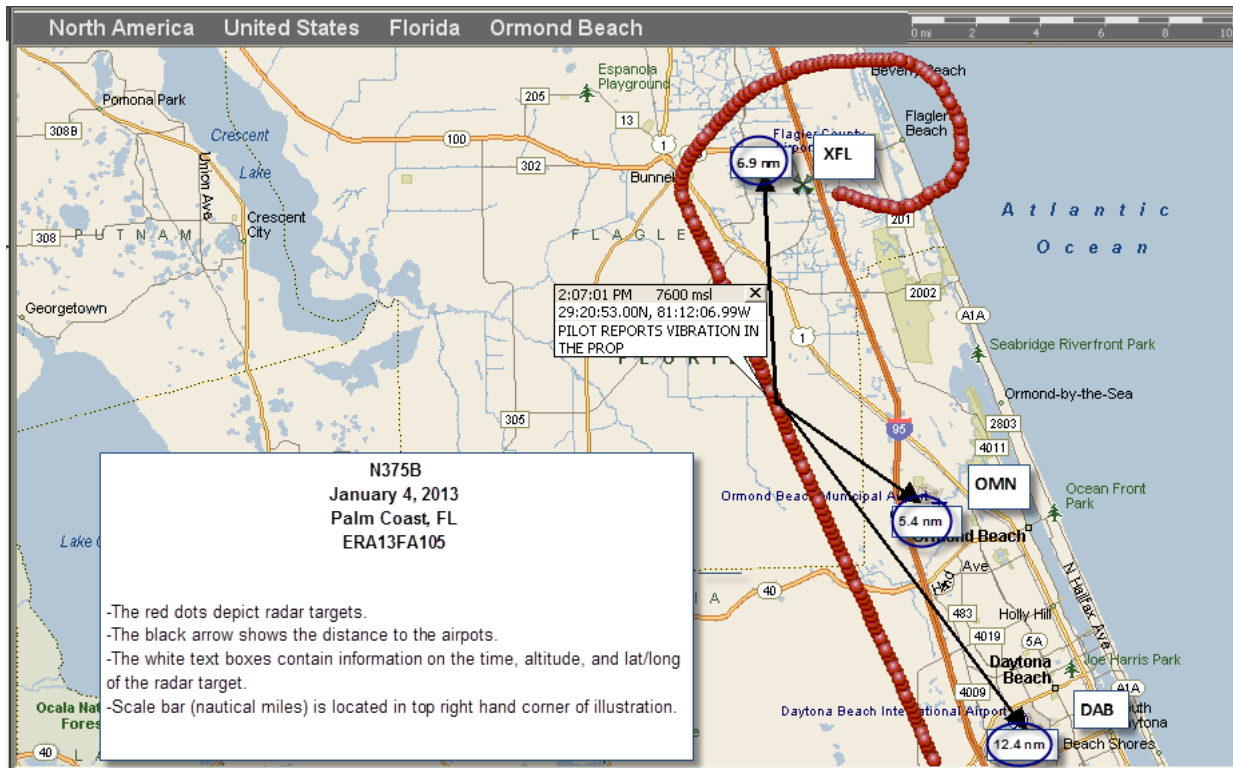 North America United States Florida Ormond Beach
0 mi 2 4 6 8 10
Espanola
Playground
Beverly Beach
Pomona Park
205
308B
Crescent
Lake
100
13
1
Flagler
Beach
Union Ave
302
Flagler County
6.9 nm
XFL
Bunnel
Crescent
City
201
Atlantic
Ocean
308
PUTNAM
FLAGLE
2002
Georgetown
2:07:01 PM 7600 msl X
29:20:53.00N, 81:12:06.99W
PILOT REPORTS VIBRATION IN
THE PROP
A1A
1
Seabridge Riverfront Park
Ormond-by-the-Sea
305
95
2803
4011
N375B
January 4, 2013
Palm Coast, FL
ERA13FA105
-The red dots depict radar targets.
-The black arrow shows the distance to the airpots.
-The white text boxes contain information on the time, altitude, and lat/long
of the radar target.
-Scale bar (nautical miles) is located in top right hand corner of illustration.
Ormond Beach Municipal Airport
OMN
Ocean Front
Park
5.4 nm
Ormond Beach
Lake
Ave
40
N Halifax Ave
483
Holly Hill
4019
5A
Daytona
Beach
Joe Harris Park
4009
A1A
Ocala Nat
Fores
Daytona Beach International Airport
DAB
South
Daytona
12.4 nm
Beach Shores
40